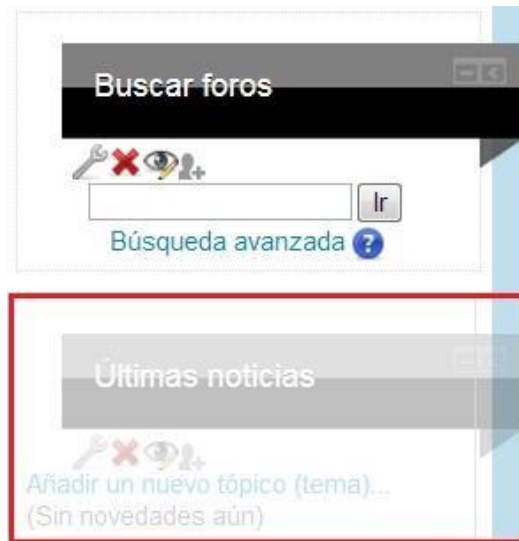 Buscar foros
Ir
Búsqueda avanzada ?
Últimas noticias
Añadir un nuevo tópico (tema)...
(Sin novedades aún)